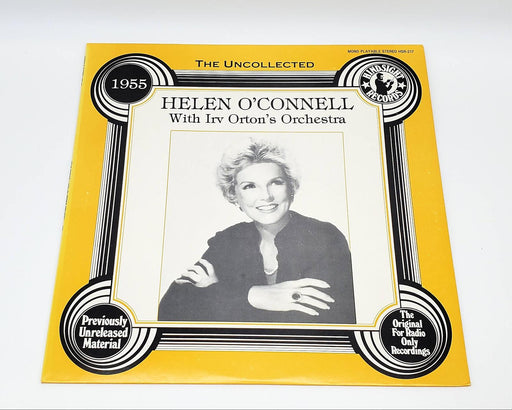 MONO PLAYABLE STEREO HSR-217
THE UNCOLLECTED
1955
HINDSIGHT
RECORDS
HELEN O'CONNELL
With Irv Orton's Orchestra
Previously
Unreleased
Material
The
Original
For Radio
Only
Recordings